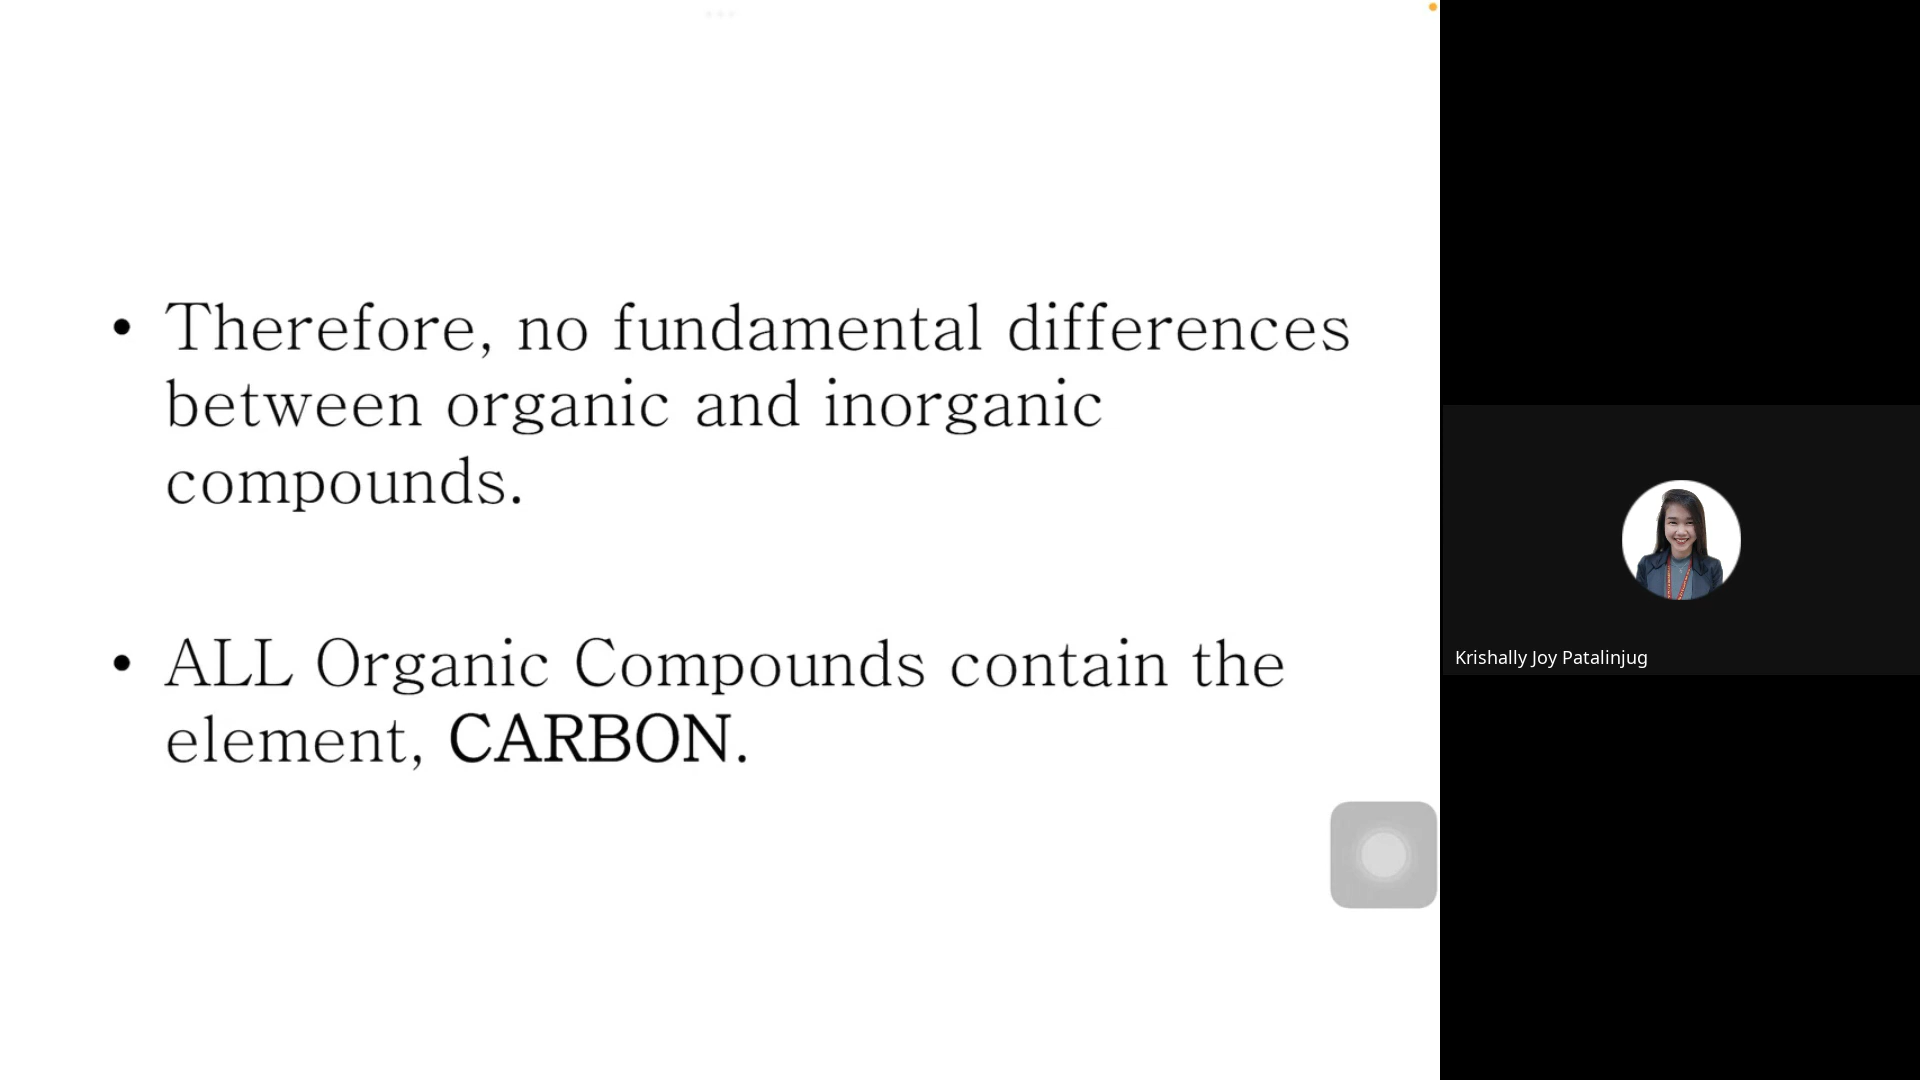 • Therefore, no fundamental differences
between organic and inorganic
compounds.
• ALL Organic Compounds contain the
element, CARBON.
Krishally Joy Patalinjug